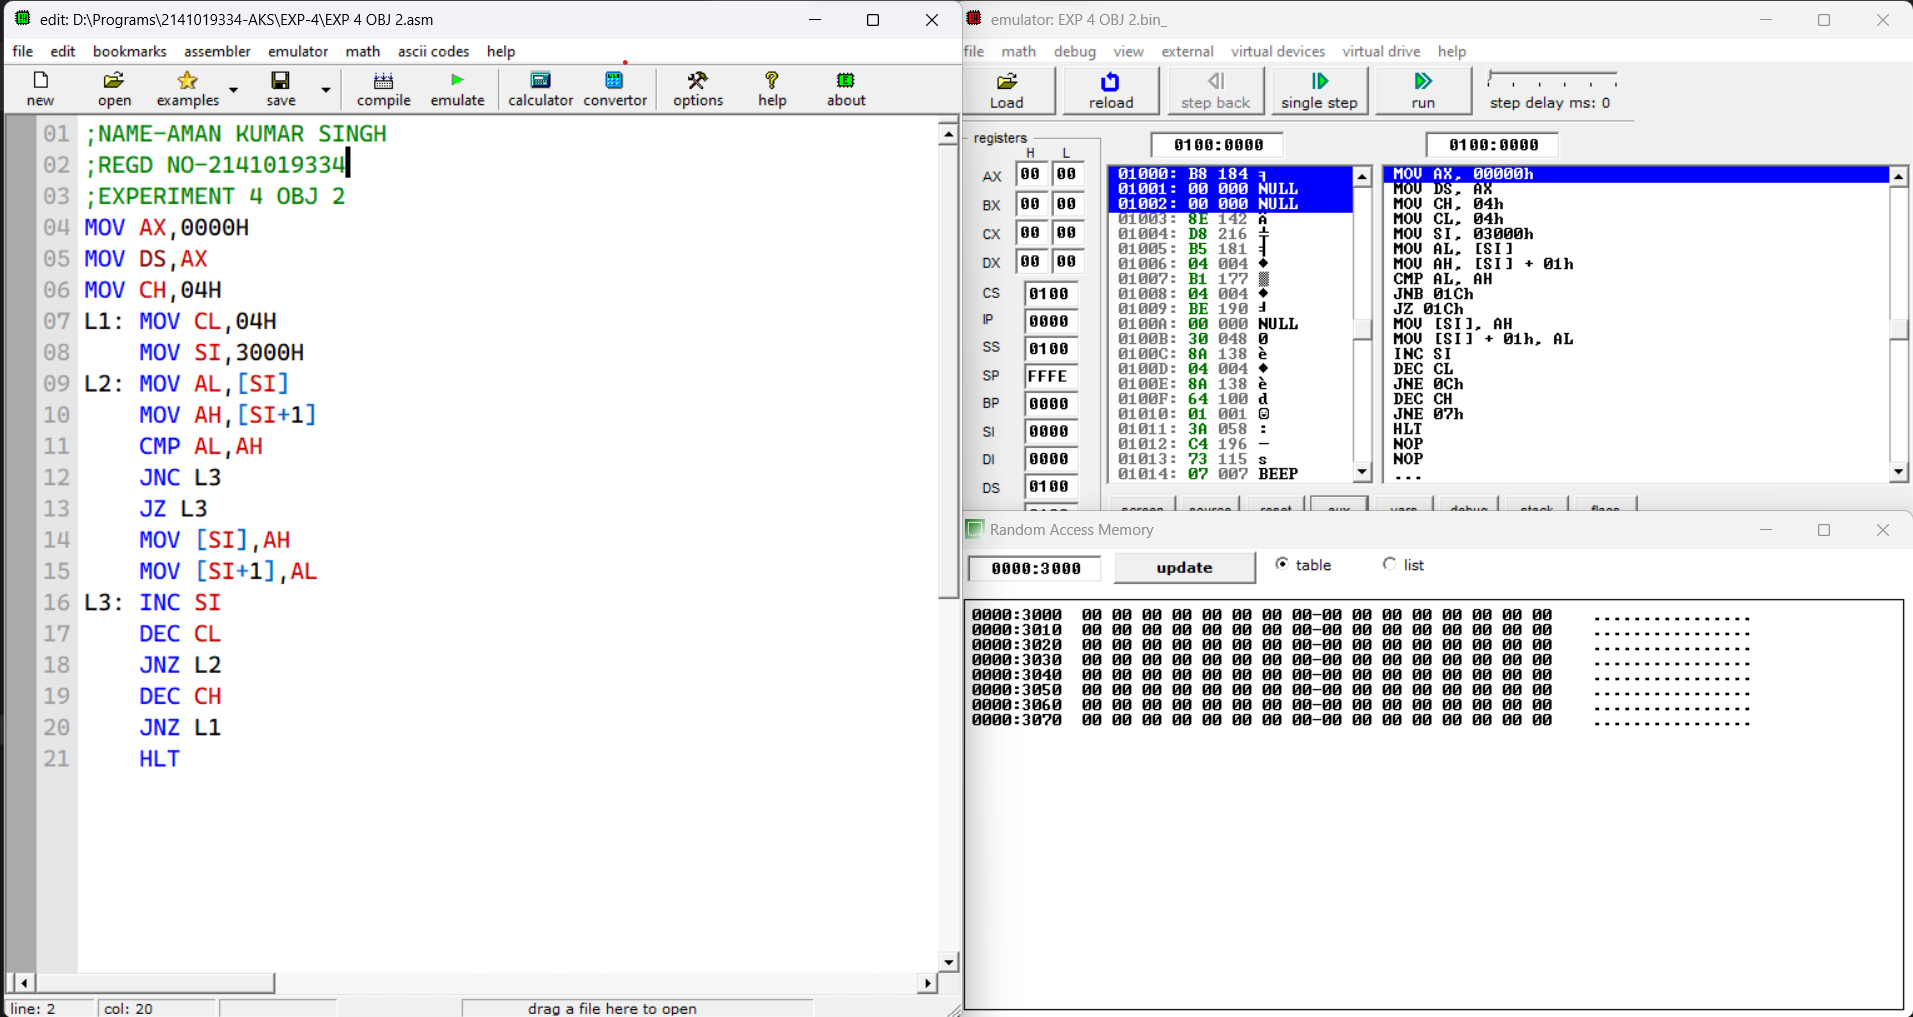 edit: D:\Programs\2141019334-AKS\EXP-4\EXP 4 OBJ 2.asm
file edit bookmarks assembler emulator math ascii codes help
new open examples save compile emulate calculator convertor options help about
01 ;NAME-AMAN KUMAR SINGH
02 ;REGD NO-2141019334
03 ;EXPERIMENT 4 OBJ 2
04 MOV AX,0000H
05 MOV DS,AX
06 MOV CH,04H
07 L1: MOV CL,04H
08 MOV SI,3000H
09 L2: MOV AL,[SI]
10 MOV AH,[SI+1]
11 CMP AL,AH
12 JNC L3
13 JZ L3
14 MOV [SI],AH
15 MOV [SI+1],AL
16 L3: INC SI
17 DEC CL
18 JNZ L2
19 DEC CH
20 JNZ L1
21 HLT
line: 2 col: 20 drag a file here to open
emulator: EXP 4 OBJ 2.bin_
file math debug view external virtual devices virtual drive help
Load reload step back single step run step delay ms: 0
registers
H L
AX 00 00
BX 00 00
CX 00 00
DX 00 00
CS 0100
IP 0000
SS 0100
SP FFFE
BP 0000
SI 0000
DI 0000
DS 0100
0100:0000
01000: B8 184 ╕
01001: 00 000 NULL
01002: 00 000 NULL
01003: 8E 142 Ä
01004: D8 216 ╪
01005: B5 181 ╡
01006: 04 004 ♦
01007: B1 177 ▒
01008: 04 004 ♦
01009: BE 190 ╛
0100A: 00 000 NULL
0100B: 30 048 0
0100C: 8A 138 è
0100D: 04 004 ♦
0100E: 8A 138 è
0100F: 64 100 d
01010: 01 001 ☺
01011: 3A 058 :
01012: C4 196 ─
01013: 73 115 s
01014: 07 007 BEEP
0100:0000
MOV AX, 00000h
MOV DS, AX
MOV CH, 04h
MOV CL, 04h
MOV SI, 03000h
MOV AL, [SI]
MOV AH, [SI] + 01h
CMP AL, AH
JNB 01Ch
JZ 01Ch
MOV [SI], AH
MOV [SI] + 01h, AL
INC SI
DEC CL
JNE 0Ch
DEC CH
JNE 07h
HLT
NOP
NOP
...
screen source reset aux vars debug stack flags
Random Access Memory
0000:3000 update table list
0000:3000 00 00 00 00 00 00 00 00-00 00 00 00 00 00 00 00 ................
0000:3010 00 00 00 00 00 00 00 00-00 00 00 00 00 00 00 00 ................
0000:3020 00 00 00 00 00 00 00 00-00 00 00 00 00 00 00 00 ................
0000:3030 00 00 00 00 00 00 00 00-00 00 00 00 00 00 00 00 ................
0000:3040 00 00 00 00 00 00 00 00-00 00 00 00 00 00 00 00 ................
0000:3050 00 00 00 00 00 00 00 00-00 00 00 00 00 00 00 00 ................
0000:3060 00 00 00 00 00 00 00 00-00 00 00 00 00 00 00 00 ................
0000:3070 00 00 00 00 00 00 00 00-00 00 00 00 00 00 00 00 ................